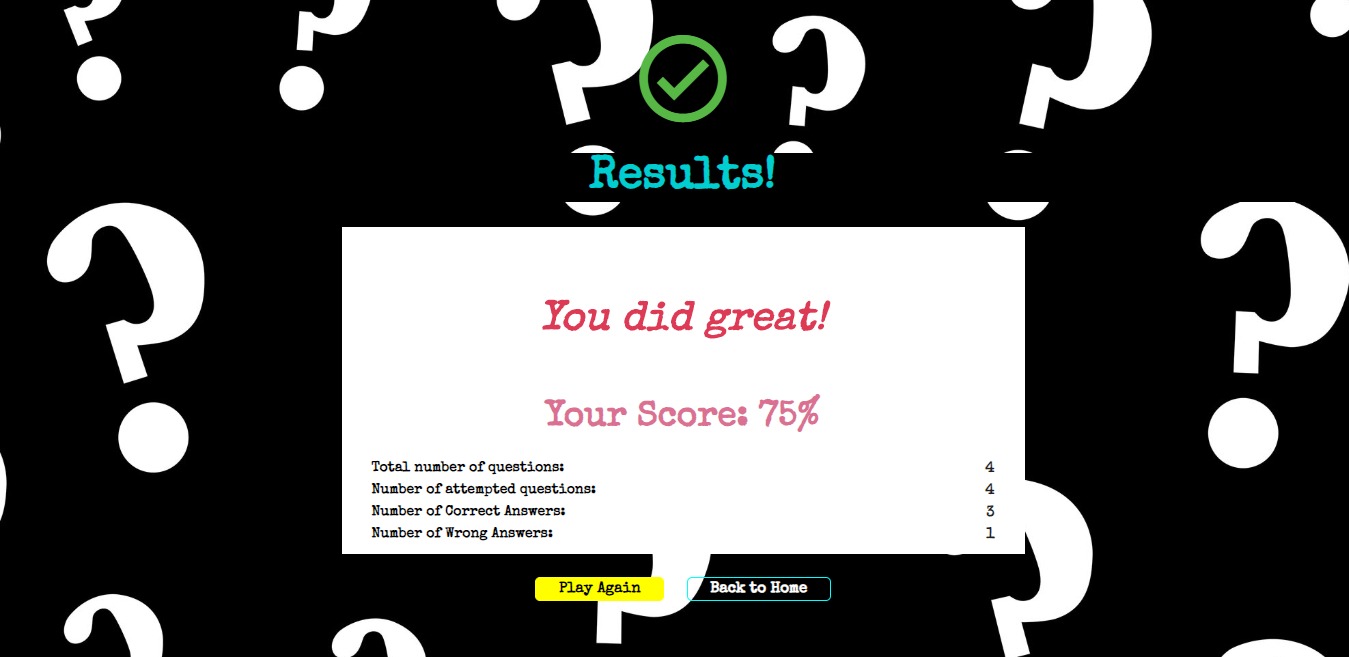 Results!
You did great!
Your Score: 75%
Total number of questions: 4
Number of attempted questions: 4
Number of Correct Answers: 3
Number of Wrong Answers: 1
Play Again Back to Home